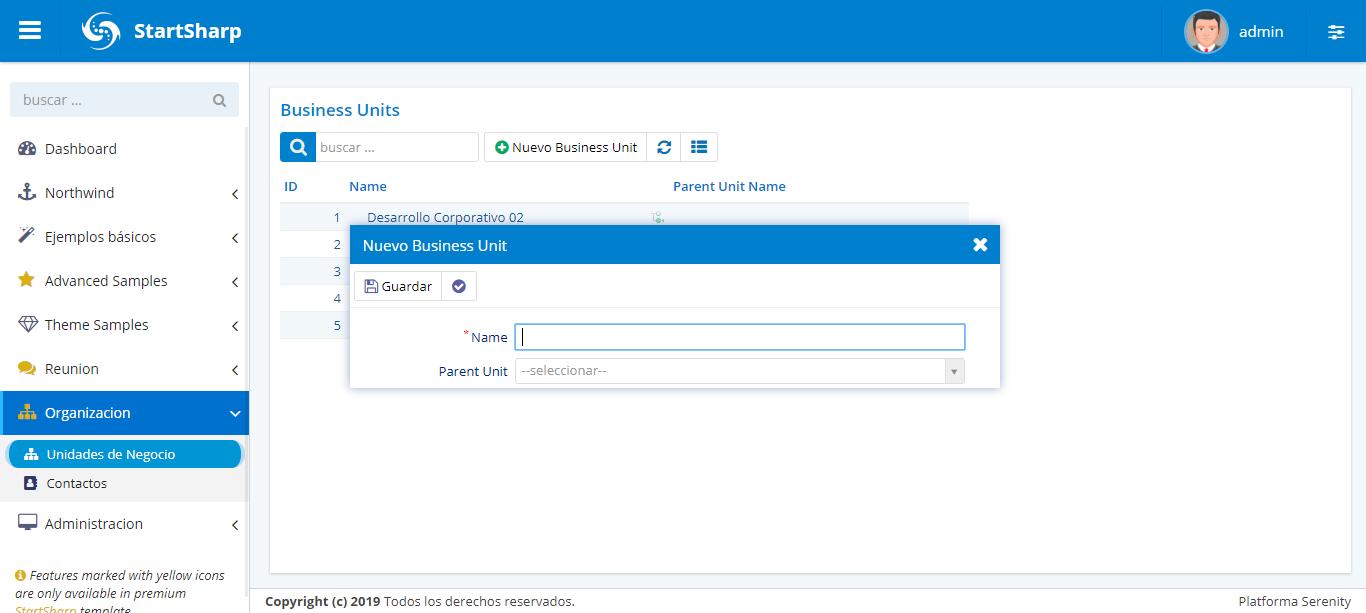 StartSharp
admin
buscar ...
Dashboard
Northwind
Ejemplos básicos
Advanced Samples
Theme Samples
Reunion
Organizacion
Unidades de Negocio
Contactos
Administracion
Features marked with yellow icons
are only available in premium
StartSharp template
Business Units
buscar ...
Nuevo Business Unit
ID Name Parent Unit Name
1 Desarrollo Corporativo 02
2
3
4
5
Nuevo Business Unit
Guardar
*Name
Parent Unit --seleccionar--
Copyright (c) 2019 Todos los derechos reservados.
Platforma Serenity